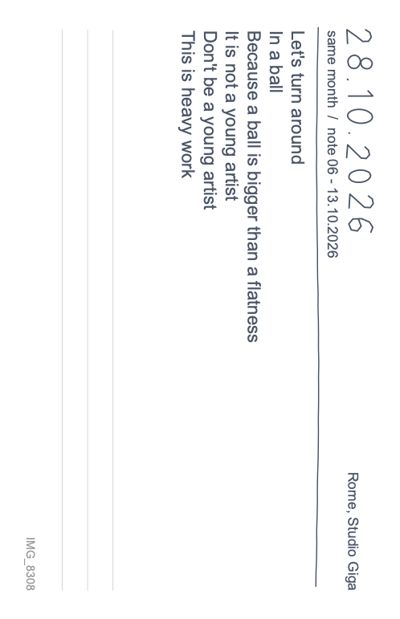 28.10.2026
Rome, Studio Giga
same month / note 06 - 13.10.2026
Let's turn around
In a ball
Because a ball is bigger than a flatness
It is not a young artist
Don't be a young artist
This is heavy work
IMG_8308